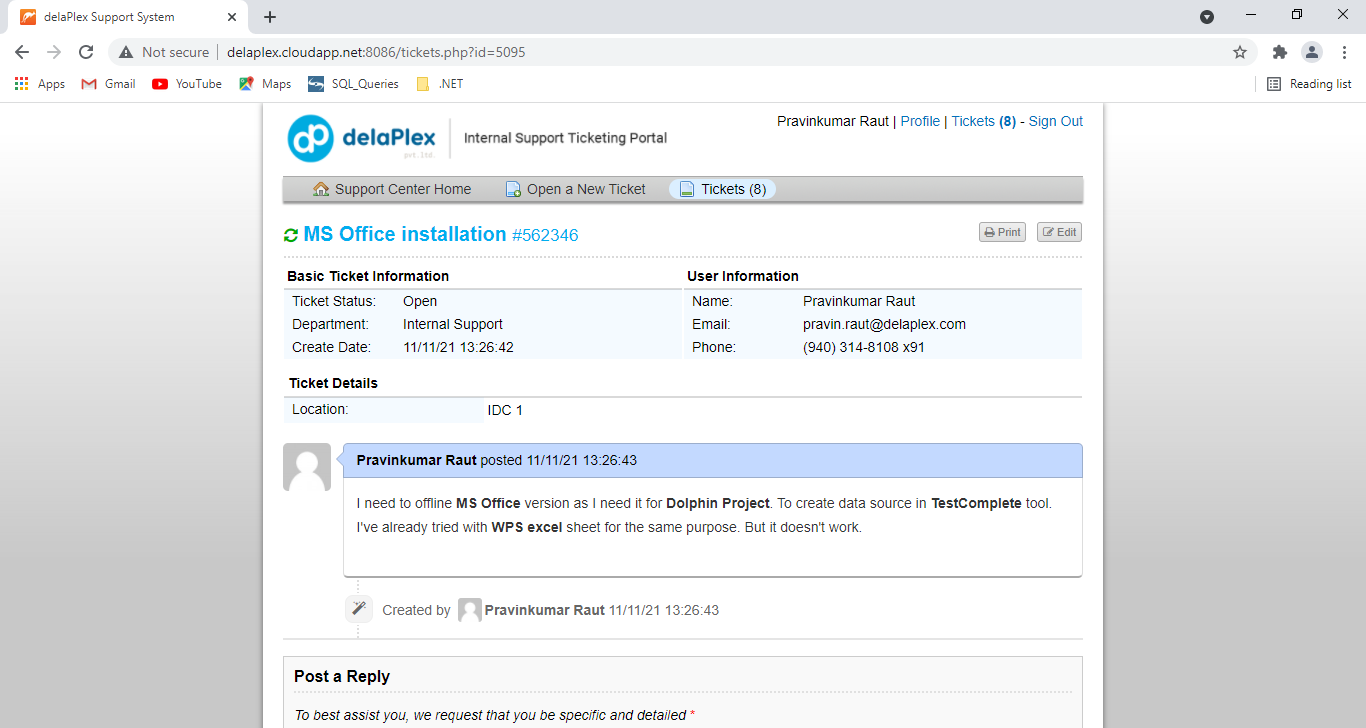 delaPlex Support System
Not secure | delaplex.cloudapp.net:8086/tickets.php?id=5095
Apps Gmail YouTube Maps SQL_Queries .NET Reading list
dp delaPlex pvt.ltd. Internal Support Ticketing Portal
Pravinkumar Raut | Profile | Tickets (8) - Sign Out
Support Center Home Open a New Ticket Tickets (8)
MS Office installation #562346 Print Edit
Basic Ticket Information User Information
Ticket Status: Open Name: Pravinkumar Raut
Department: Internal Support Email: pravin.raut@delaplex.com
Create Date: 11/11/21 13:26:42 Phone: (940) 314-8108 x91
Ticket Details
Location: IDC 1
Pravinkumar Raut posted 11/11/21 13:26:43
I need to offline MS Office version as I need it for Dolphin Project. To create data source in TestComplete tool.
I've already tried with WPS excel sheet for the same purpose. But it doesn't work.
Created by Pravinkumar Raut 11/11/21 13:26:43
Post a Reply
To best assist you, we request that you be specific and detailed *